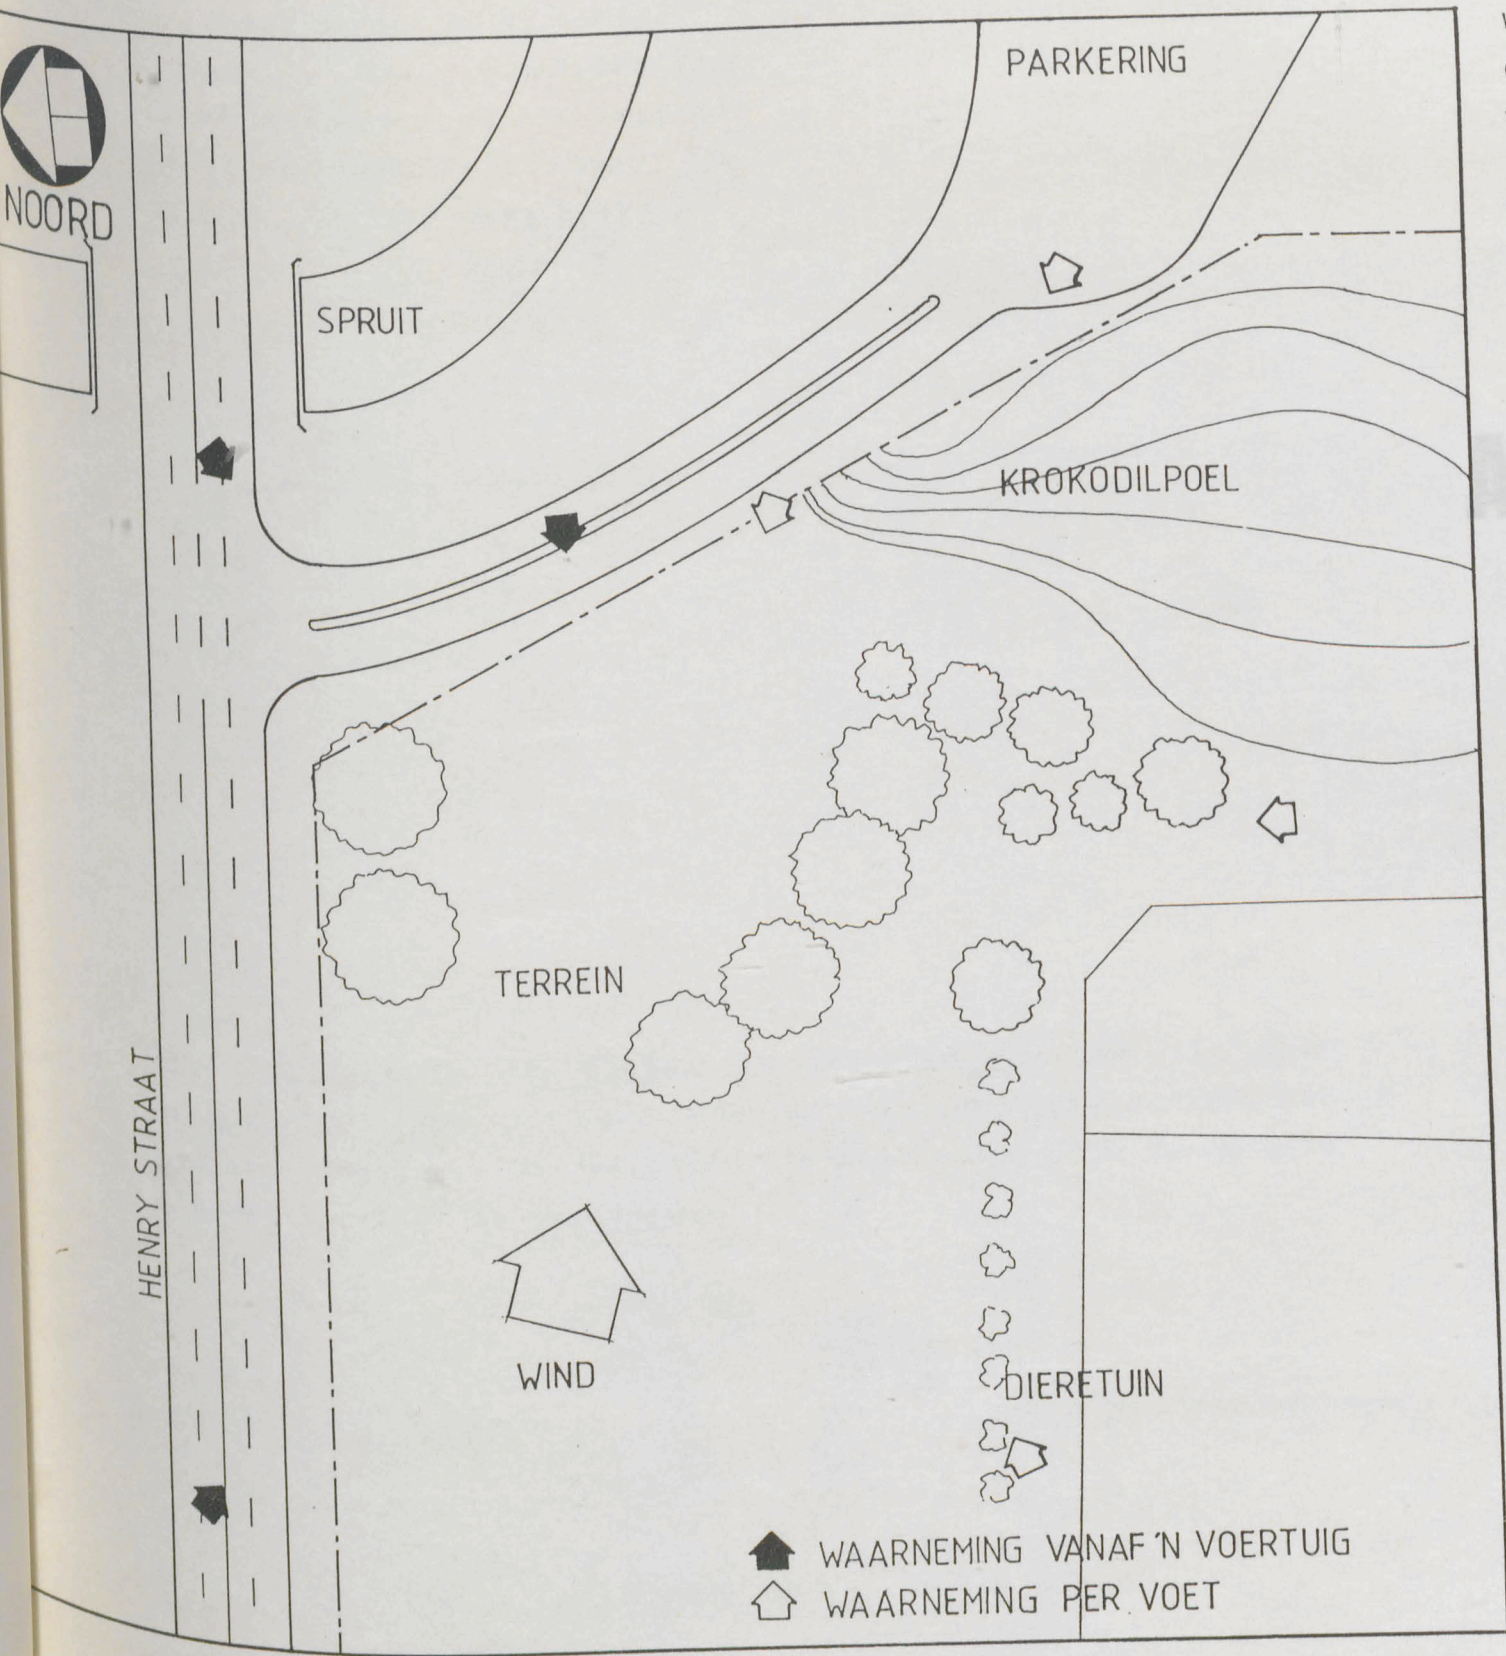 PARKERING
NOORD
SPRUIT
KROKODILPOEL
TERREIN
HENRY STRAAT
WIND
DIERETUIN
WAARNEMING VANAF 'N VOERTUIG
WAARNEMING PER VOET